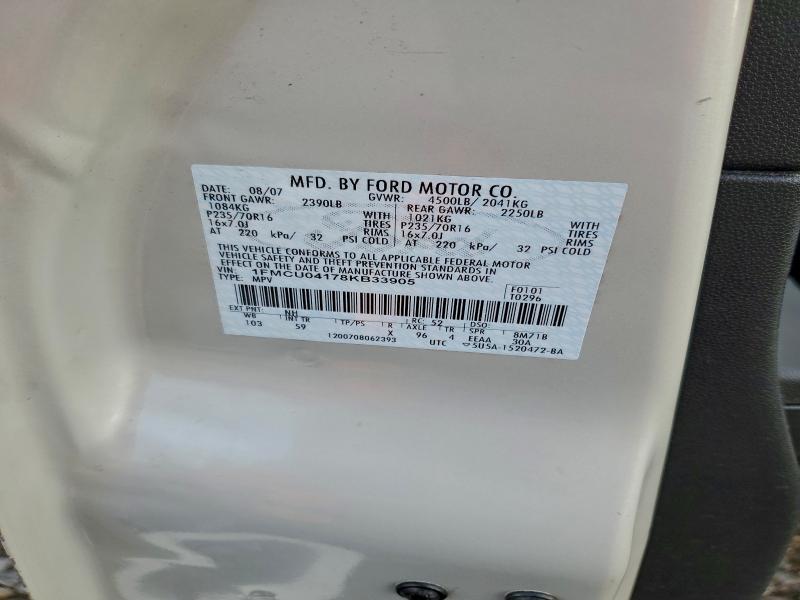 MFD. BY FORD MOTOR CO.
DATE: 08/07 GVWR: 4500LB/ 2041KG
FRONT GAWR: 2390LB REAR GAWR: 2250LB
1084KG WITH 1021KG WITH
P235/70R16 TIRES P235/70R16 TIRES
16x7.0J RIMS 16x7.0J RIMS
AT 220 kPa/ 32 PSI COLD AT 220 kPa/ 32 PSI COLD
THIS VEHICLE CONFORMS TO ALL APPLICABLE FEDERAL MOTOR
VEHICLE SAFETY AND THEFT PREVENTION STANDARDS IN
EFFECT ON THE DATE OF MANUFACTURE SHOWN ABOVE.
VIN: 1FMCU04178KB33905
TYPE: MPV
F0101
T0296
EXT PNT: NH RC: 52 DSO:
WB INT TR TP/PS R AXLE TR SPR 8M71B
103 59 X 96 4 EEAA 30A
1200708062393 UTC 5U5A-1520472-BA